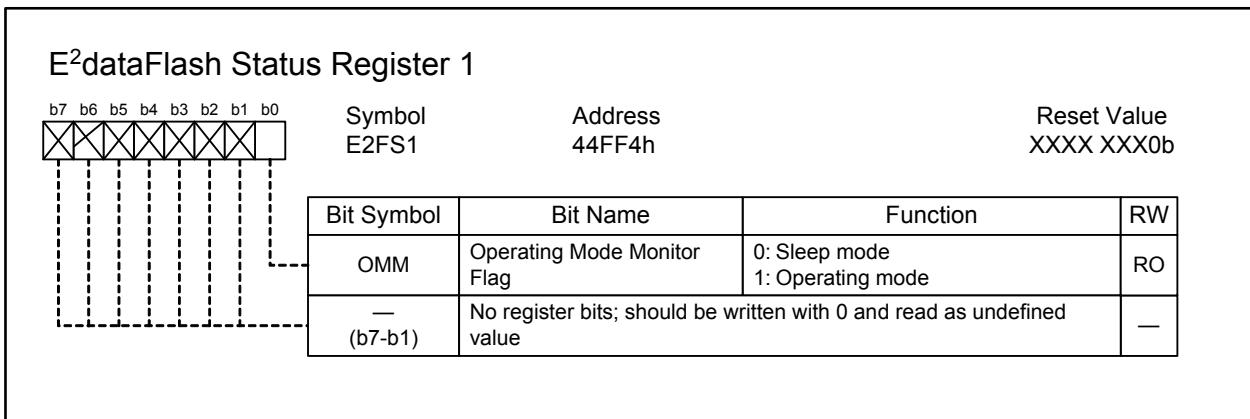 E²dataFlash Status Register 1
b7 b6 b5 b4 b3 b2 b1 b0
Symbol Address Reset Value
E2FS1 44FF4h XXXX XXX0b
Bit Symbol Bit Name Function RW
OMM Operating Mode Monitor Flag 0: Sleep mode 1: Operating mode RO
— (b7-b1) No register bits; should be written with 0 and read as undefined value —